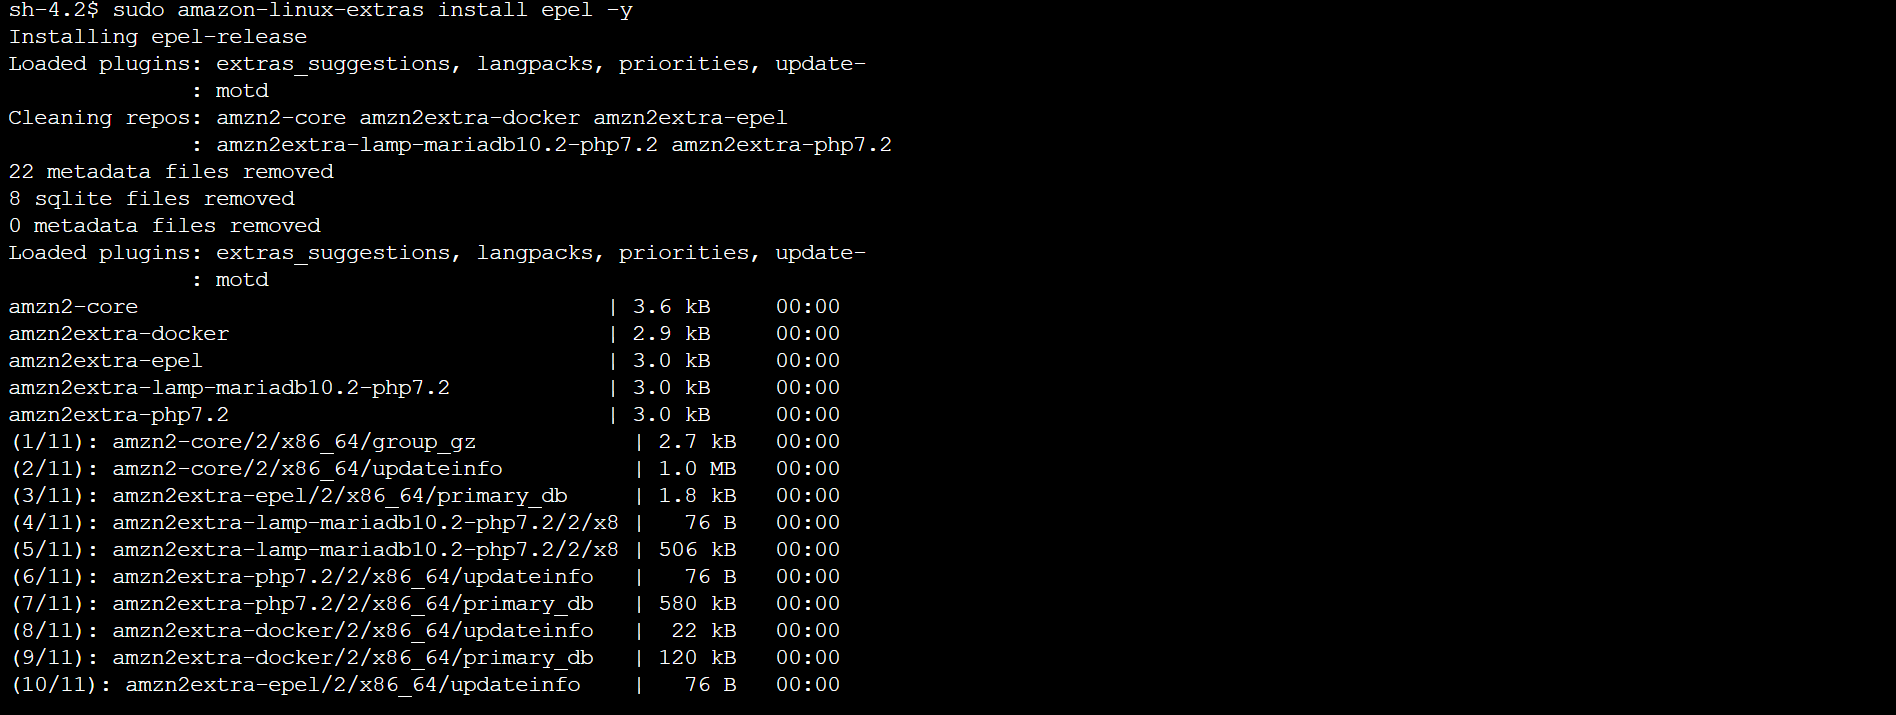 sh-4.2$ sudo amazon-linux-extras install epel -y
Installing epel-release
Loaded plugins: extras_suggestions, langpacks, priorities, update-
              : motd
Cleaning repos: amzn2-core amzn2extra-docker amzn2extra-epel
              : amzn2extra-lamp-mariadb10.2-php7.2 amzn2extra-php7.2
22 metadata files removed
8 sqlite files removed
0 metadata files removed
Loaded plugins: extras_suggestions, langpacks, priorities, update-
              : motd
amzn2-core                                    | 3.6 kB     00:00
amzn2extra-docker                             | 2.9 kB     00:00
amzn2extra-epel                               | 3.0 kB     00:00
amzn2extra-lamp-mariadb10.2-php7.2            | 3.0 kB     00:00
amzn2extra-php7.2                             | 3.0 kB     00:00
(1/11): amzn2-core/2/x86_64/group_gz            | 2.7 kB   00:00
(2/11): amzn2-core/2/x86_64/updateinfo          | 1.0 MB   00:00
(3/11): amzn2extra-epel/2/x86_64/primary_db     | 1.8 kB   00:00
(4/11): amzn2extra-lamp-mariadb10.2-php7.2/2/x8 |   76 B   00:00
(5/11): amzn2extra-lamp-mariadb10.2-php7.2/2/x8 | 506 kB   00:00
(6/11): amzn2extra-php7.2/2/x86_64/updateinfo   |   76 B   00:00
(7/11): amzn2extra-php7.2/2/x86_64/primary_db   | 580 kB   00:00
(8/11): amzn2extra-docker/2/x86_64/updateinfo   |  22 kB   00:00
(9/11): amzn2extra-docker/2/x86_64/primary_db   | 120 kB   00:00
(10/11): amzn2extra-epel/2/x86_64/updateinfo    |   76 B   00:00